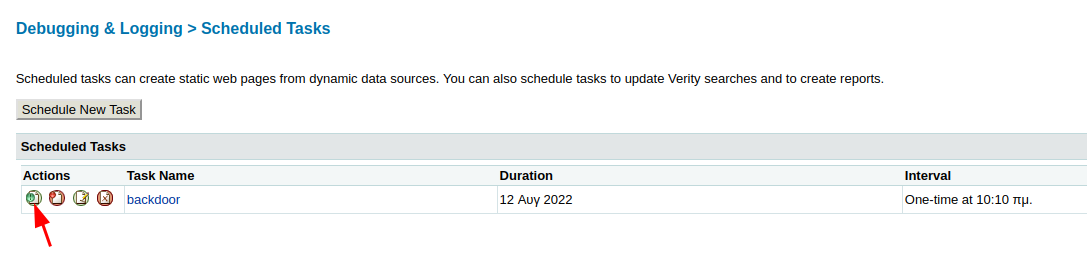 Debugging & Logging > Scheduled Tasks
Scheduled tasks can create static web pages from dynamic data sources. You can also schedule tasks to update Verity searches and to create reports.
Schedule New Task
Scheduled Tasks
Actions Task Name Duration Interval
backdoor 12 Αυγ 2022 One-time at 10:10 πμ.